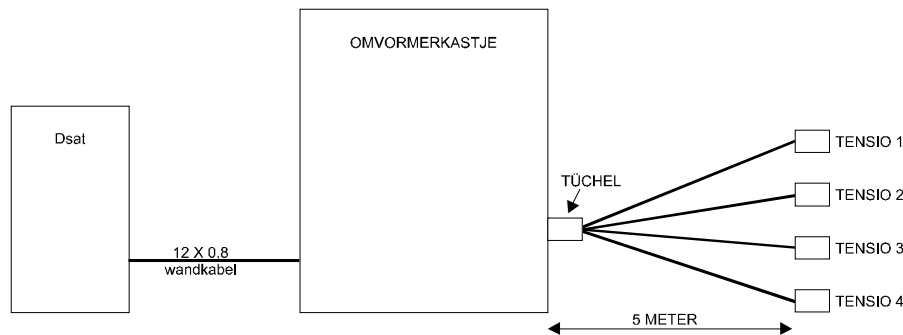 OMVORMERKASTJE
Dsat
TENSIO 1
TÜCHEL
TENSIO 2
12 X 0,8
wandkabel
TENSIO 3
TENSIO 4
5 METER